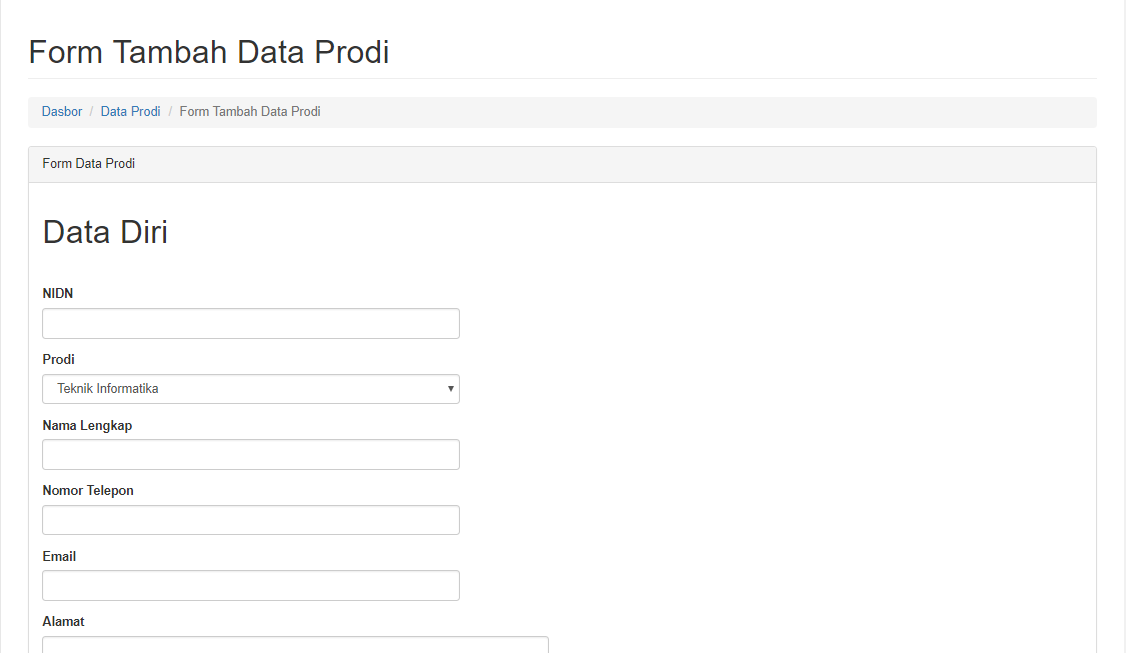 Form Tambah Data Prodi
Dasbor / Data Prodi / Form Tambah Data Prodi
Form Data Prodi
Data Diri
NIDN
Prodi
Teknik Informatika
Nama Lengkap
Nomor Telepon
Email
Alamat